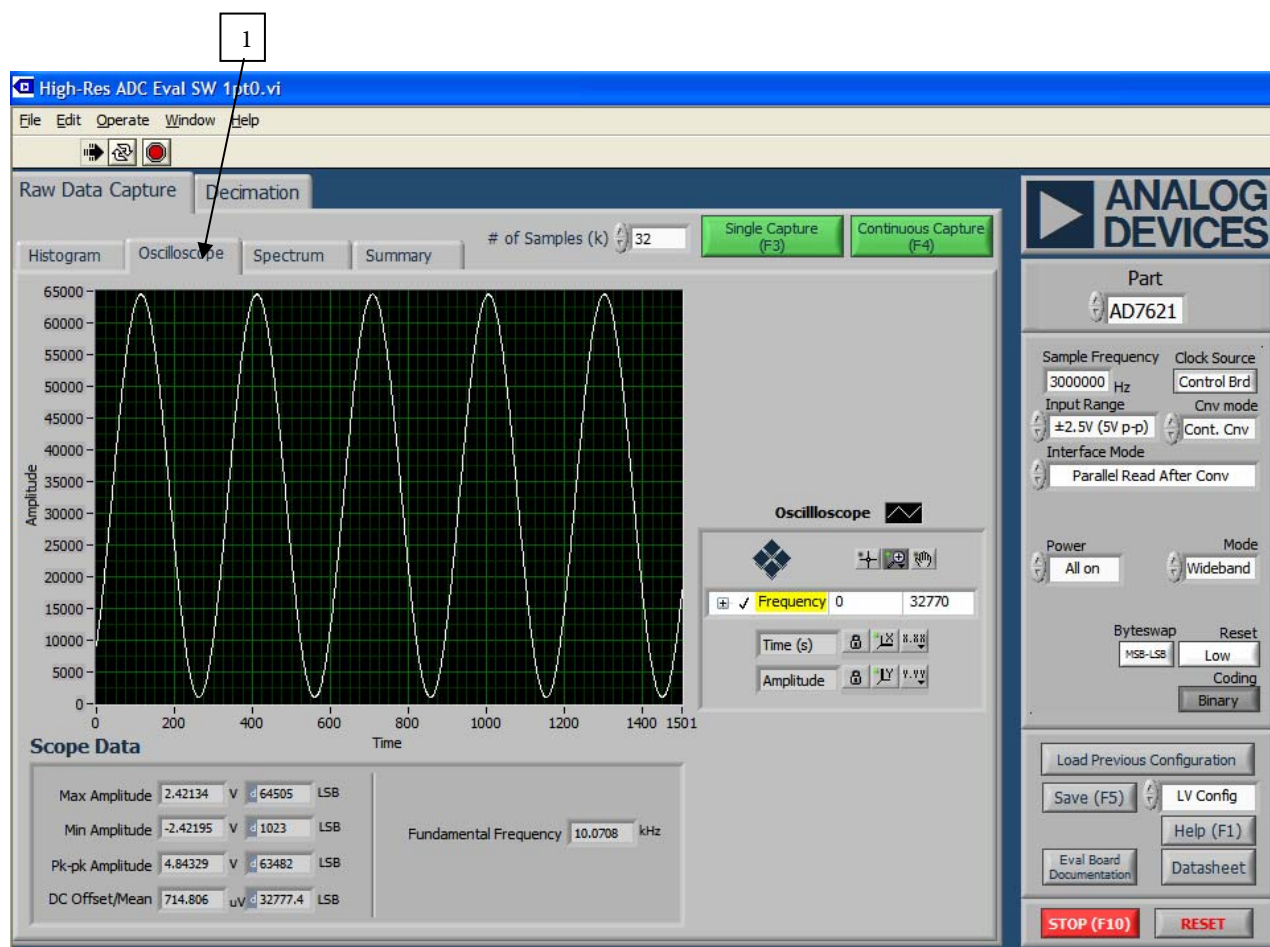 1
High-Res ADC Eval SW 1pt0.vi
File Edit Operate Window Help
Raw Data Capture Decimation
Histogram Oscilloscope Spectrum Summary
# of Samples (k) 32
Single Capture
(F3)
Continuous Capture
(F4)
65000
60000
55000
50000
45000
40000
35000
30000
25000
20000
15000
10000
5000
0
Amplitude
0 200 400 600 800 1000 1200 1400 1501
Time
Oscillloscope
Frequency 0 32770
Time (s) X X.XX
Amplitude Y Y.YY
Scope Data
Max Amplitude 2.42134 V d 64505 LSB
Min Amplitude -2.42195 V d 1023 LSB
Pk-pk Amplitude 4.84329 V d 63482 LSB
DC Offset/Mean 714.806 uV d 32777.4 LSB
Fundamental Frequency 10.0708 kHz
ANALOG
DEVICES
Part
AD7621
Sample Frequency Clock Source
3000000 Hz Control Brd
Input Range Cnv mode
±2.5V (5V p-p) Cont. Cnv
Interface Mode
Parallel Read After Conv
Power Mode
All on Wideband
Byteswap Reset
MSB-LSB Low
Coding
Binary
Load Previous Configuration
Save (F5) LV Config
Help (F1)
Eval Board
Documentation
Datasheet
STOP (F10) RESET